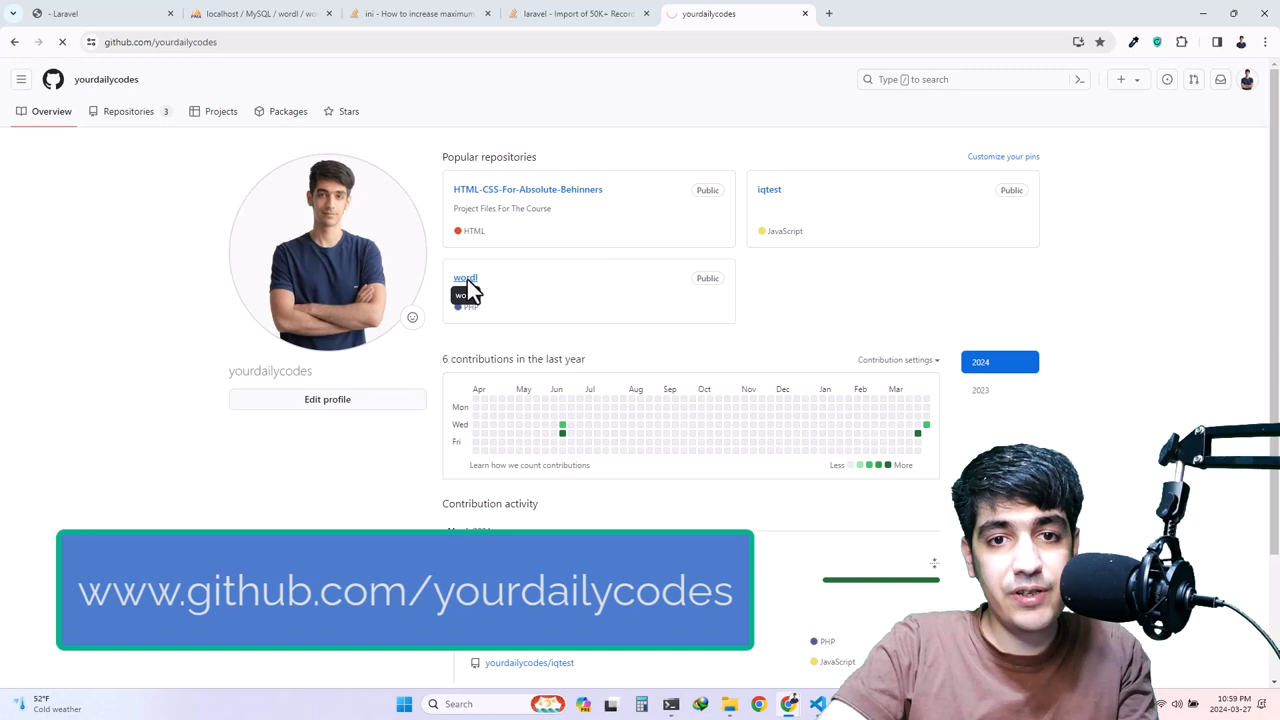 - Laravel
localhost / MySQL / wordl / wo
ini - How to increase maximum
laravel - Import of 50K+ Record
yourdailycodes
github.com/yourdailycodes
yourdailycodes
Type / to search
Overview
Repositories 3
Projects
Packages
Stars
Popular repositories
Customize your pins
HTML-CSS-For-Absolute-Behinners
Public
Project Files For The Course
HTML
iqtest
Public
JavaScript
wordl
Public
wo
PHP
yourdailycodes
Edit profile
6 contributions in the last year
Contribution settings
2024
2023
Apr May Jun Jul Aug Sep Oct Nov Dec Jan Feb Mar
Mon
Wed
Fri
Learn how we count contributions
Less
More
Contribution activity
www.github.com/yourdailycodes
PHP
yourdailycodes/iqtest
JavaScript
52°F
Cold weather
Search
10:59 PM
2024-03-27